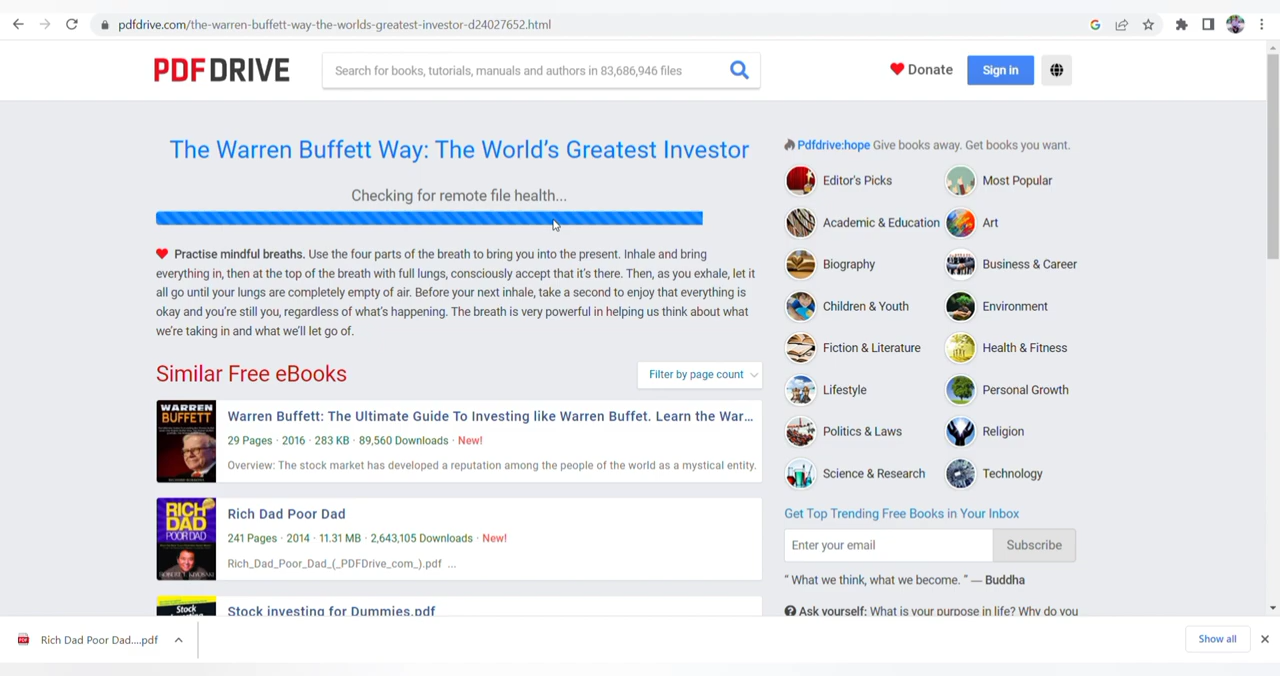 pdfdrive.com/the-warren-buffett-way-the-worlds-greatest-investor-d24027652.html
PDFDRIVE
Search for books, tutorials, manuals and authors in 83,686,946 files
Donate
Sign in
The Warren Buffett Way: The World’s Greatest Investor
Checking for remote file health...
Practise mindful breaths. Use the four parts of the breath to bring you into the present. Inhale and bring
everything in, then at the top of the breath with full lungs, consciously accept that it’s there. Then, as you exhale, let it
all go until your lungs are completely empty of air. Before your next inhale, take a second to enjoy that everything is
okay and you’re still you, regardless of what’s happening. The breath is very powerful in helping us think about what
we’re taking in and what we’ll let go of.
Similar Free eBooks
Filter by page count
WARREN
BUFFETT
Warren Buffett: The Ultimate Guide To Investing like Warren Buffet. Learn the War...
29 Pages · 2016 · 283 KB · 89,560 Downloads · New!
Overview: The stock market has developed a reputation among the people of the world as a mystical entity.
RICH
DAD
POOR DAD
Rich Dad Poor Dad
241 Pages · 2014 · 11.31 MB · 2,643,105 Downloads · New!
Rich_Dad_Poor_Dad_(_PDFDrive_com_).pdf ...
Stock
Stock investing for Dummies.pdf
Pdfdrive:hope Give books away. Get books you want.
Editor's Picks
Most Popular
Academic & Education
Art
Biography
Business & Career
Children & Youth
Environment
Fiction & Literature
Health & Fitness
Lifestyle
Personal Growth
Politics & Laws
Religion
Science & Research
Technology
Get Top Trending Free Books in Your Inbox
Enter your email
Subscribe
“ What we think, what we become. ” — Buddha
Ask yourself: What is your purpose in life? Why do you
Rich Dad Poor Dad....pdf
Show all